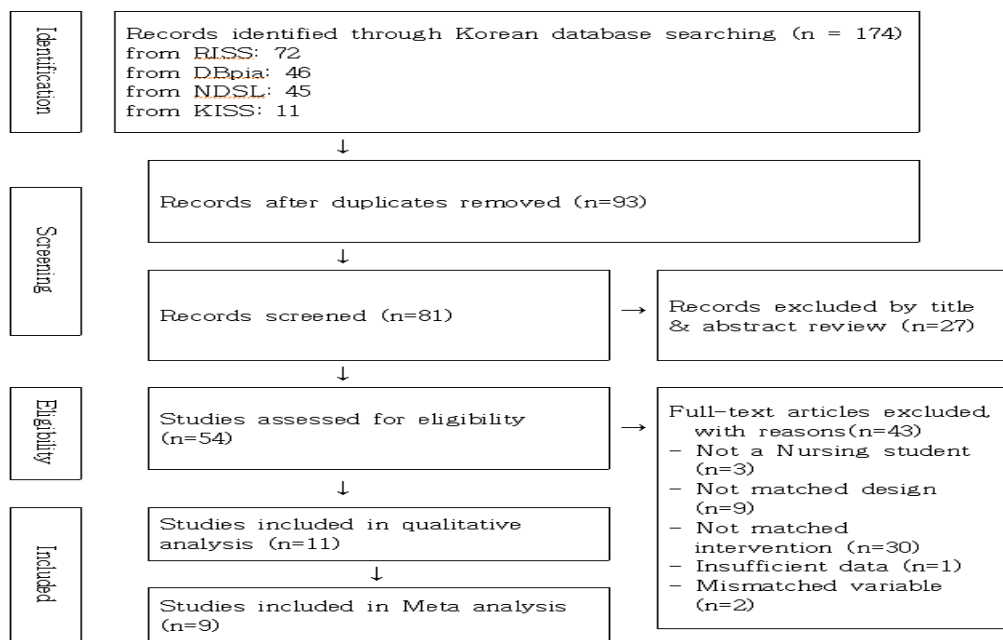 Identification
Records identified through Korean database searching (n = 174)
from RISS: 72
from DBpia: 46
from NDSL: 45
from KISS: 11
↓
Screening
Records after duplicates removed (n=93)
↓
Records screened (n=81)
→
Records excluded by title
& abstract review (n=27)
↓
Eligibility
Studies assessed for eligibility
(n=54)
→
Full-text articles excluded,
with reasons(n=43)
- Not a Nursing student
(n=3)
- Not matched design
(n=9)
- Not matched
intervention (n=30)
- Insufficient data (n=1)
- Mismatched variable
(n=2)
↓
Included
Studies included in qualitative
analysis (n=11)
↓
Studies included in Meta analysis
(n=9)